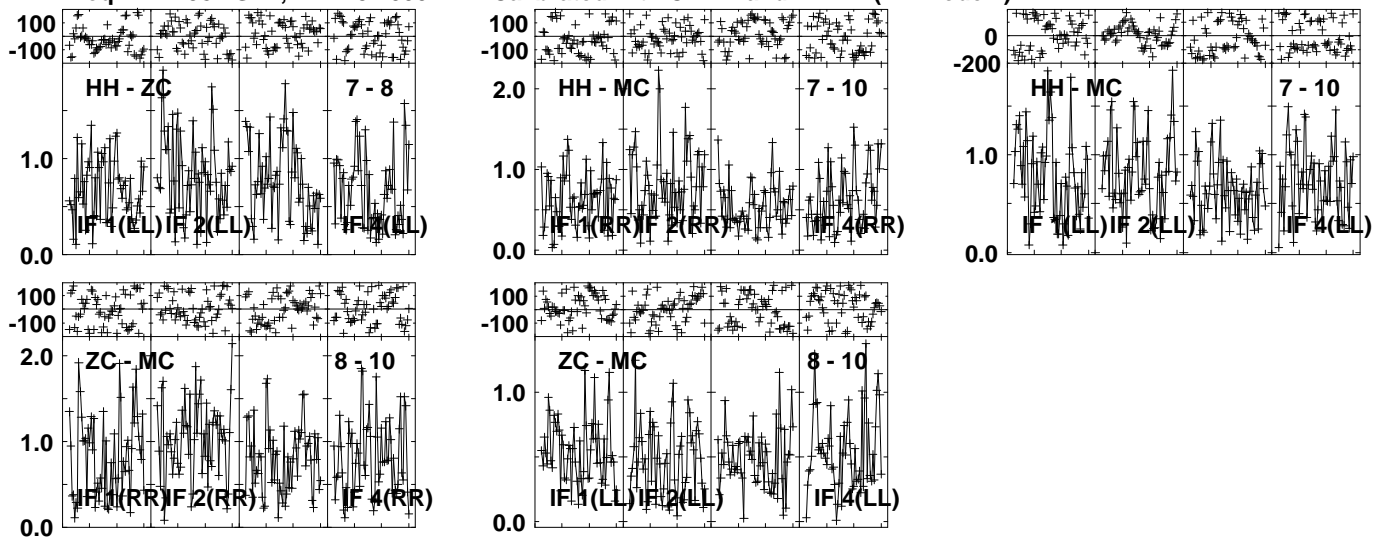 100 100 0
-100 -100 -200
HH - ZC 7 - 8
1.0
IF 1(LL) IF 2(LL) IF 4(LL)
0.0
HH - MC 7 - 10
2.0
1.0
IF 1(RR) IF 2(RR) IF 4(RR)
0.0
HH - MC 7 - 10
1.0
IF 1(LL) IF 2(LL) IF 4(LL)
0.0
100 100
-100 -100
ZC - MC 8 - 10
2.0
1.0
IF 1(RR) IF 2(RR) IF 4(RR)
0.0
ZC - MC 8 - 10
1.0
IF 1(LL) IF 2(LL) IF 4(LL)
0.0